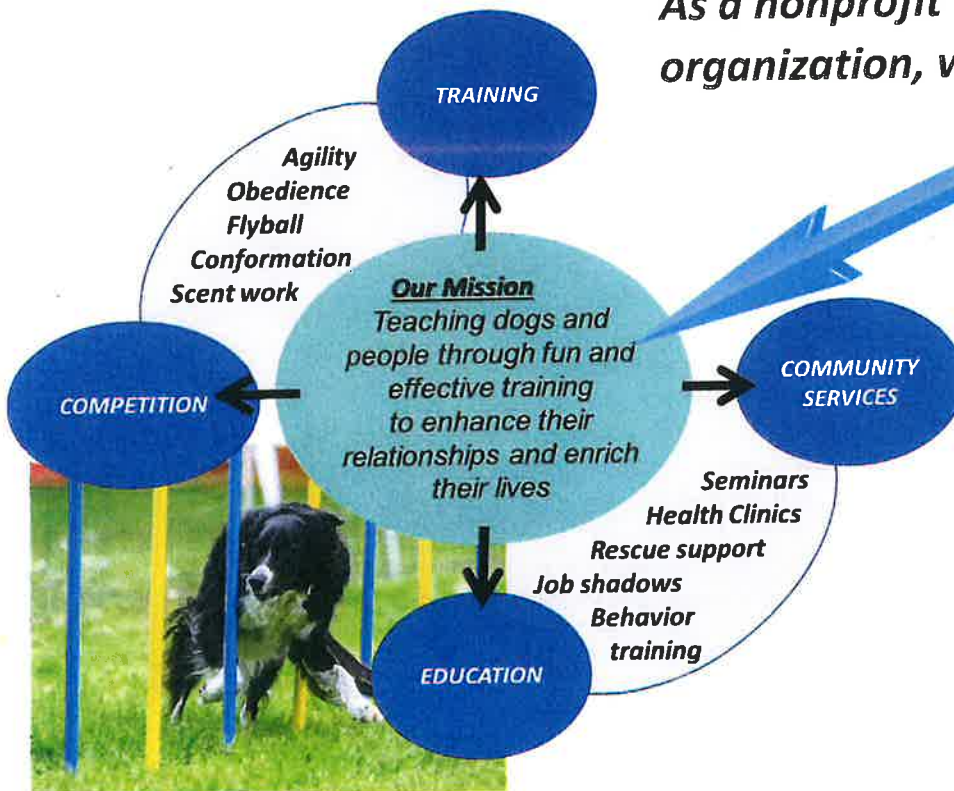 As a nonprofit
organization,
TRAINING
Agility
Obedience
Flyball
Conformation
Scent work
Our Mission
Teaching dogs and
people through fun and
effective training
to enhance their
relationships and enrich
their lives
COMPETITION
COMMUNITY
SERVICES
Seminars
Health Clinics
Rescue support
Job shadows
Behavior
training
EDUCATION